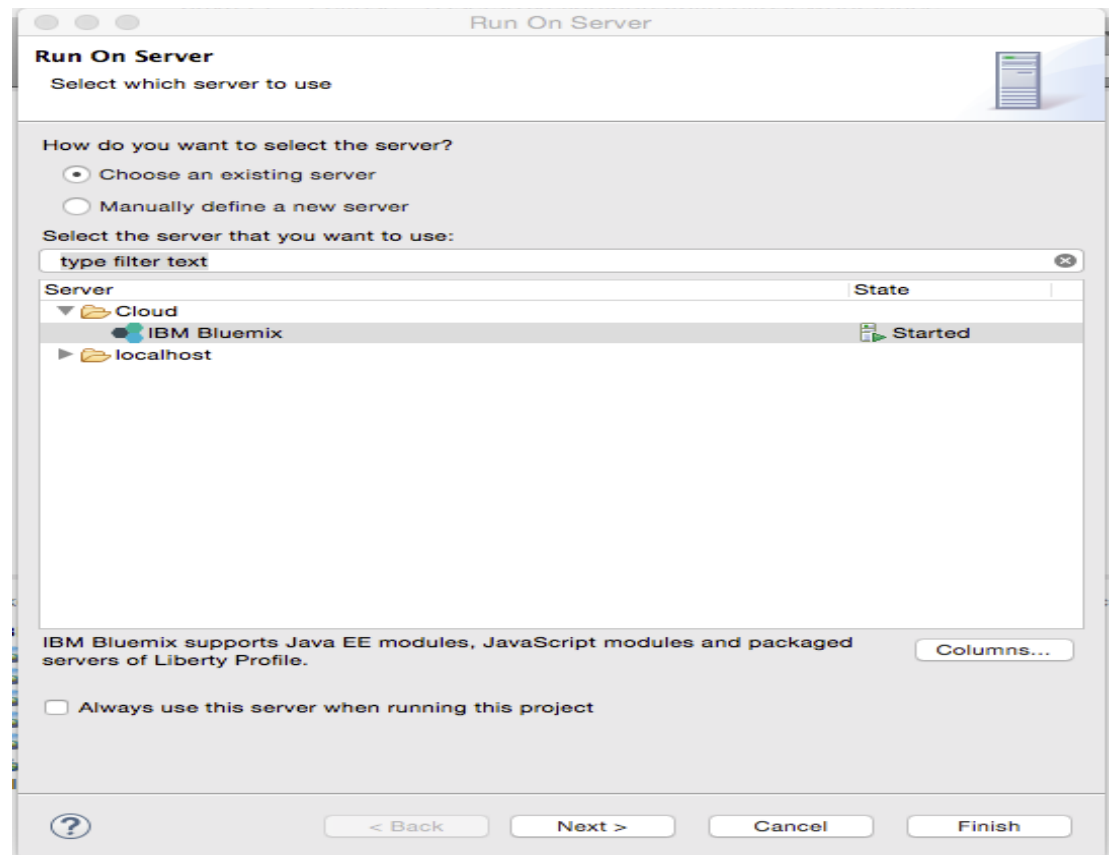 Run On Server
Run On Server
Select which server to use
How do you want to select the server?
Choose an existing server
Manually define a new server
Select the server that you want to use:
type filter text
Server State
Cloud
IBM Bluemix Started
localhost
IBM Bluemix supports Java EE modules, JavaScript modules and packaged
servers of Liberty Profile.
Columns...
Always use this server when running this project
? < Back Next > Cancel Finish